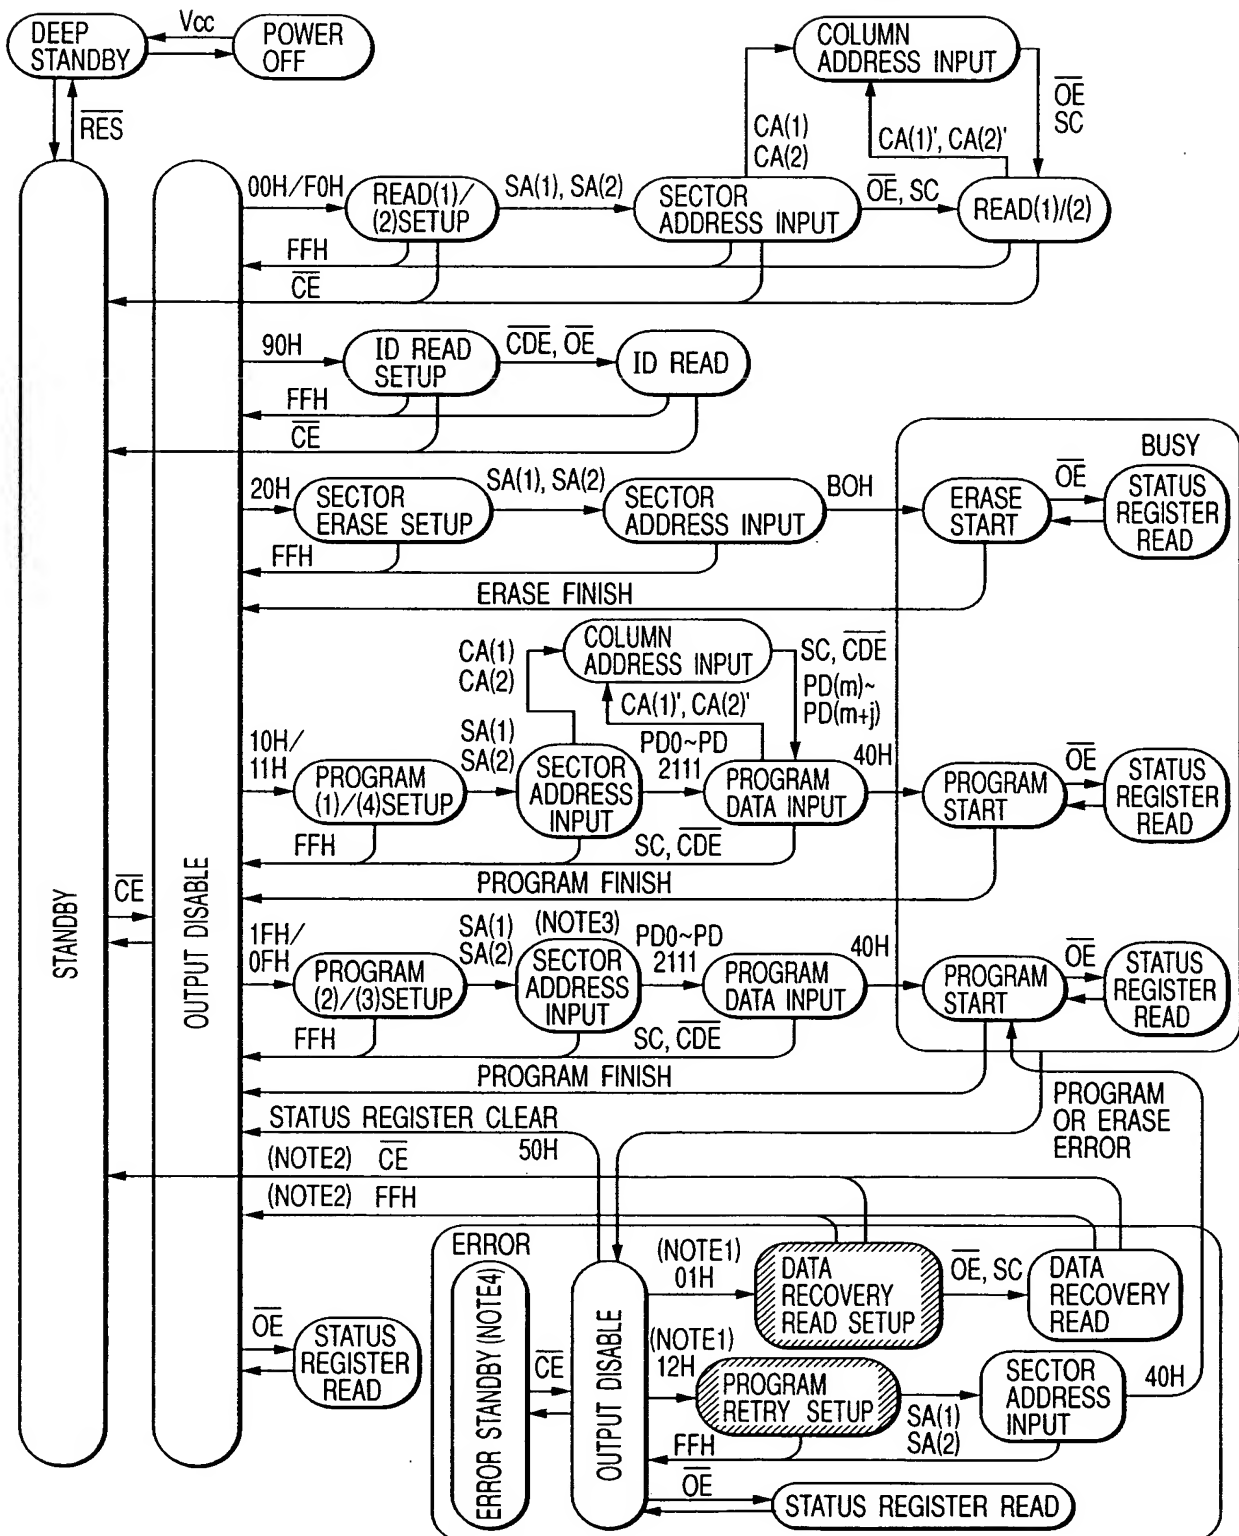 DEEP
STANDBY
Vcc
POWER
OFF
RES
COLUMN
ADDRESS INPUT
CA(1)
CA(2)
CA(1)', CA(2)'
OE
SC
00H/F0H
READ(1)/
(2)SETUP
SA(1), SA(2)
SECTOR
ADDRESS INPUT
OE, SC
READ(1)/(2)
FFH
CE
90H
ID READ
SETUP
CDE, OE
ID READ
FFH
CE
BUSY
20H
SECTOR
ERASE SETUP
SA(1), SA(2)
SECTOR
ADDRESS INPUT
BOH
ERASE
START
OE
STATUS
REGISTER
READ
FFH
ERASE FINISH
CA(1)
CA(2)
COLUMN
ADDRESS INPUT
CA(1)', CA(2)'
SC, CDE
PD(m)~
PD(m+j)
10H/
11H
PROGRAM
(1)/(4)SETUP
SA(1)
SA(2)
SECTOR
ADDRESS
INPUT
PD0~PD
2111
PROGRAM
DATA INPUT
40H
PROGRAM
START
OE
STATUS
REGISTER
READ
FFH
SC, CDE
PROGRAM FINISH
STANDBY
CE
OUTPUT DISABLE
1FH/
0FH
PROGRAM
(2)/(3)SETUP
SA(1)
SA(2)
(NOTE3)
SECTOR
ADDRESS
INPUT
PD0~PD
2111
PROGRAM
DATA INPUT
40H
PROGRAM
START
OE
STATUS
REGISTER
READ
FFH
SC, CDE
PROGRAM FINISH
PROGRAM
OR ERASE
ERROR
STATUS REGISTER CLEAR
50H
(NOTE2) CE
(NOTE2) FFH
ERROR
ERROR STANDBY(NOTE4)
CE
OUTPUT DISABLE
(NOTE1)
01H
DATA
RECOVERY
READ SETUP
OE, SC
DATA
RECOVERY
READ
OE
STATUS
REGISTER
READ
(NOTE1)
12H
PROGRAM
RETRY SETUP
SA(1)
SA(2)
SECTOR
ADDRESS
INPUT
40H
FFH
OE
STATUS REGISTER READ